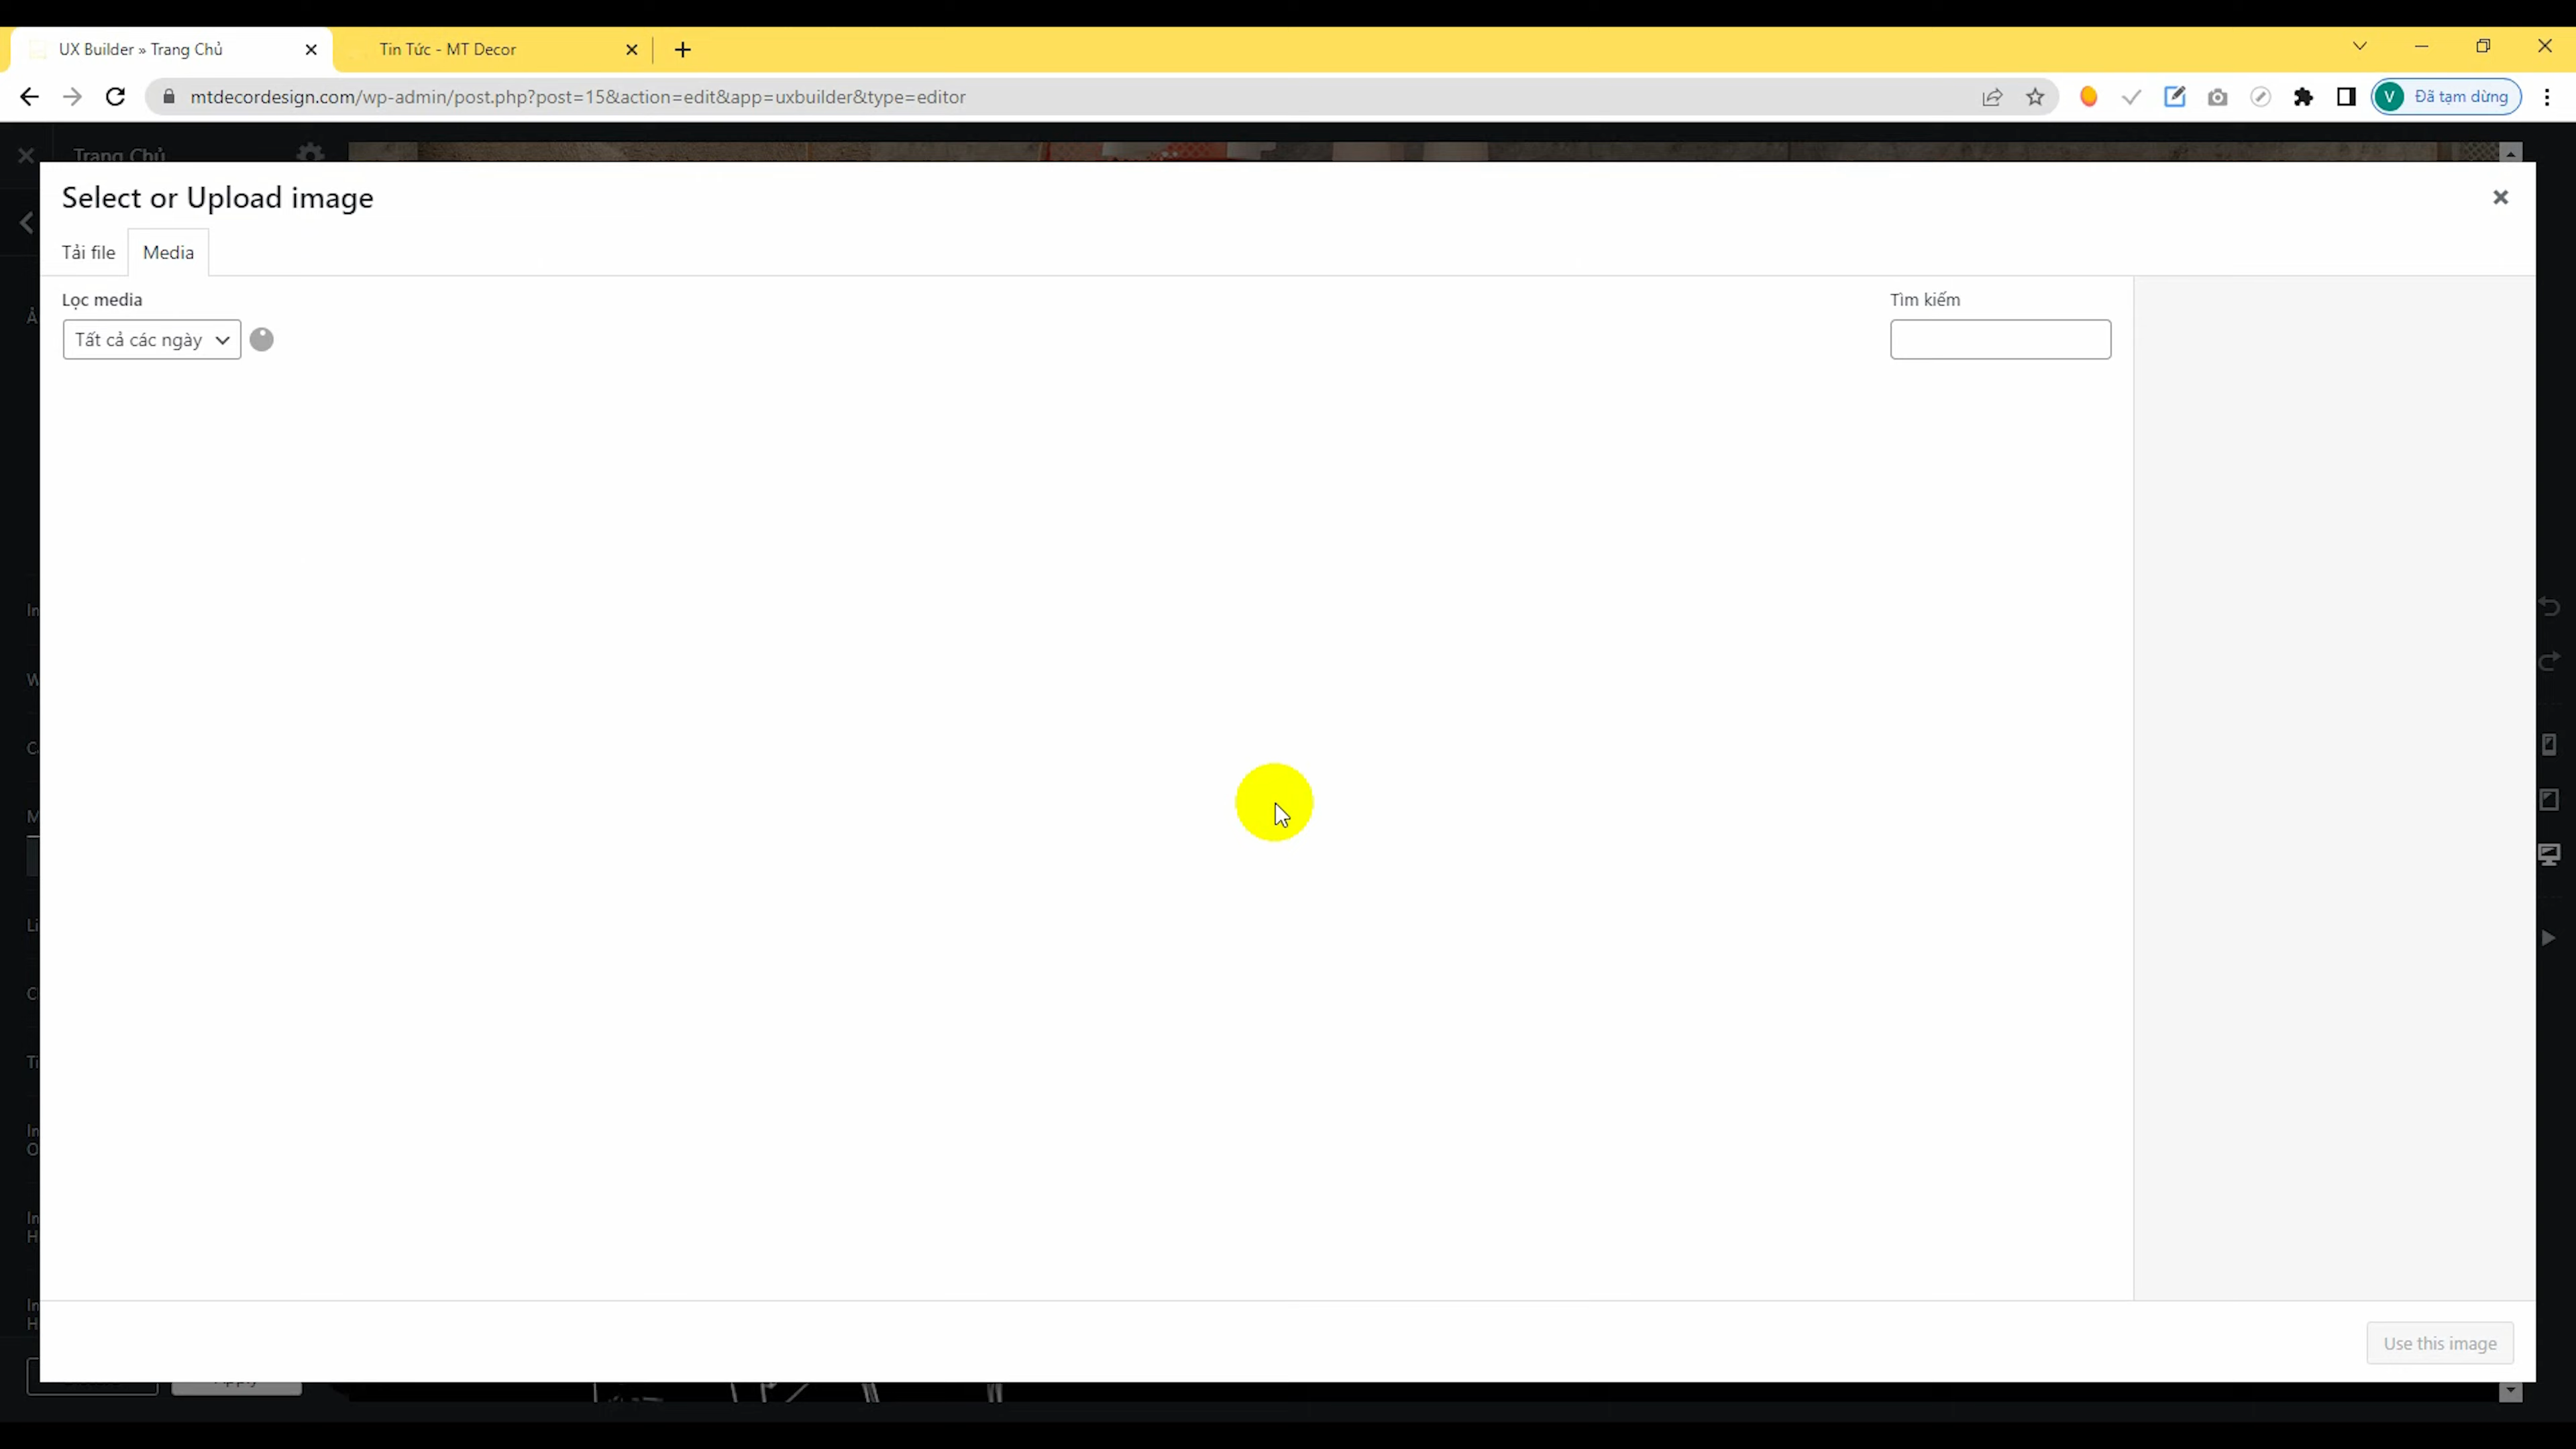 UX Builder » Trang Chủ
Tin Tức - MT Decor
mtdecordesign.com/wp-admin/post.php?post=15&action=edit&app=uxbuilder&type=editor
V
Đã tạm dừng
Trang Chủ
Select or Upload image
Tải file
Media
Lọc media
Tìm kiếm
Tất cả các ngày
Apply
Use this image